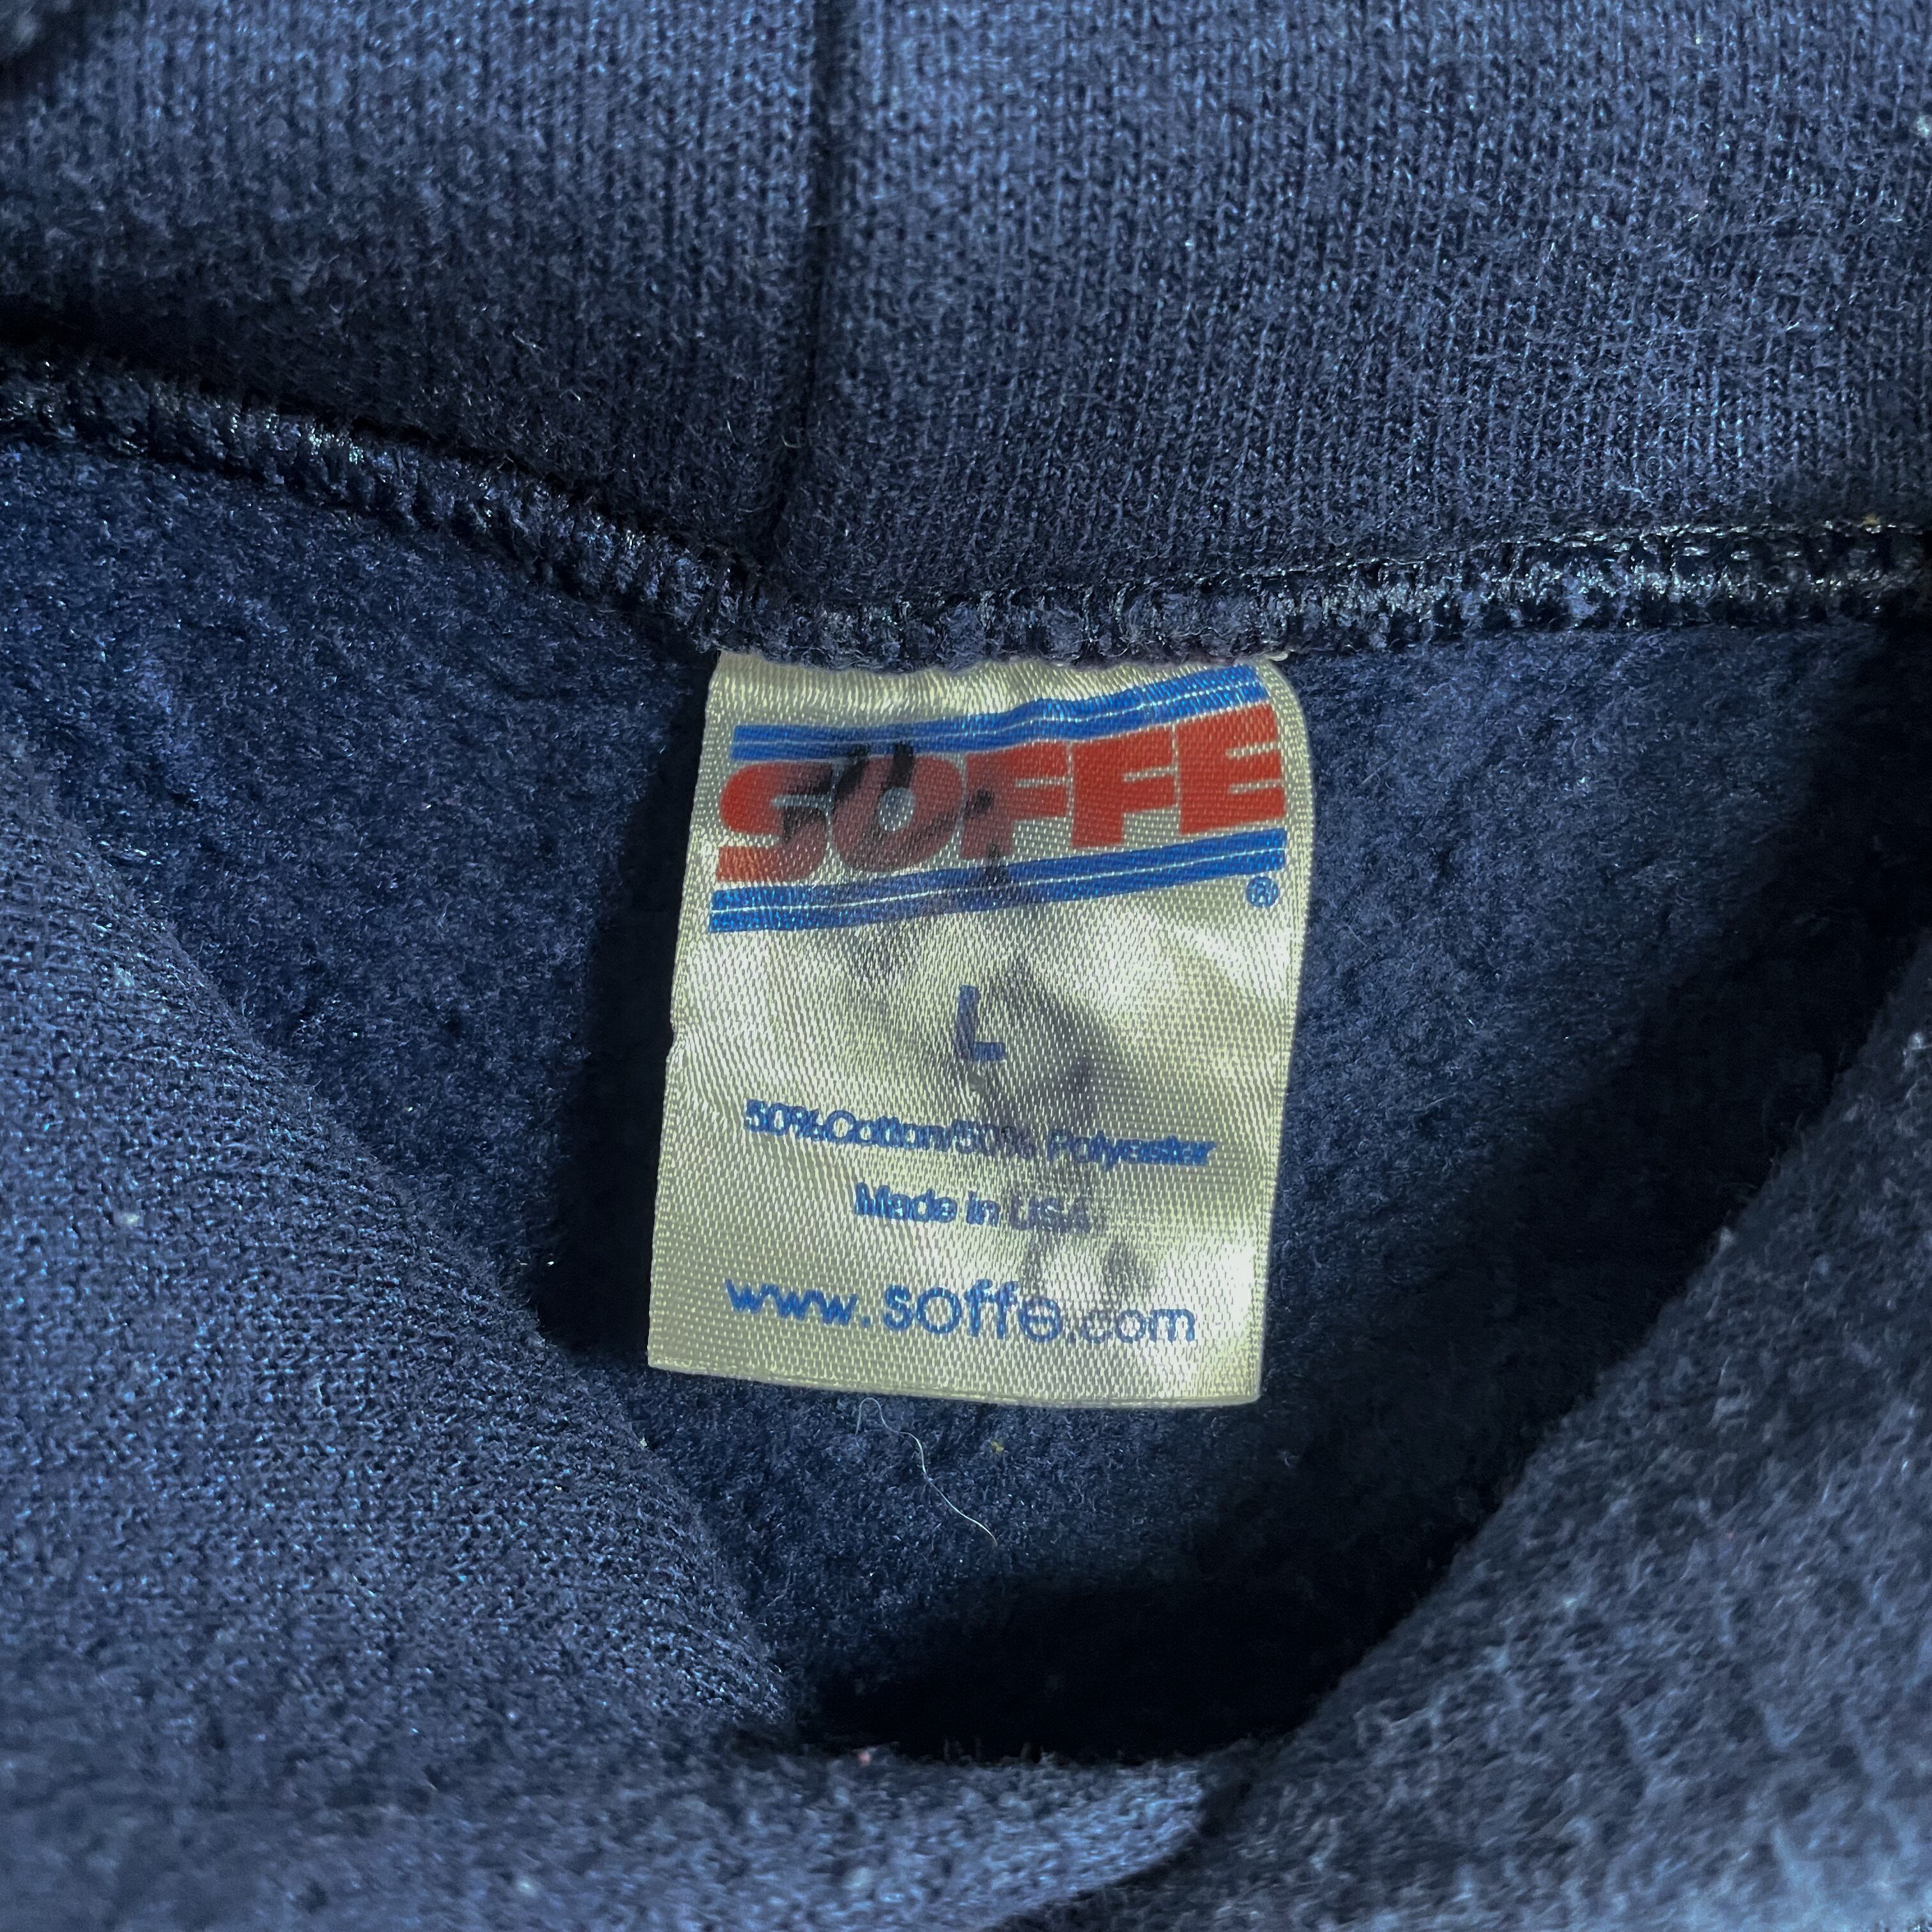 SOFFE
®
L
50%Cotton/50% Polyester
Made in USA
www.soffe.com